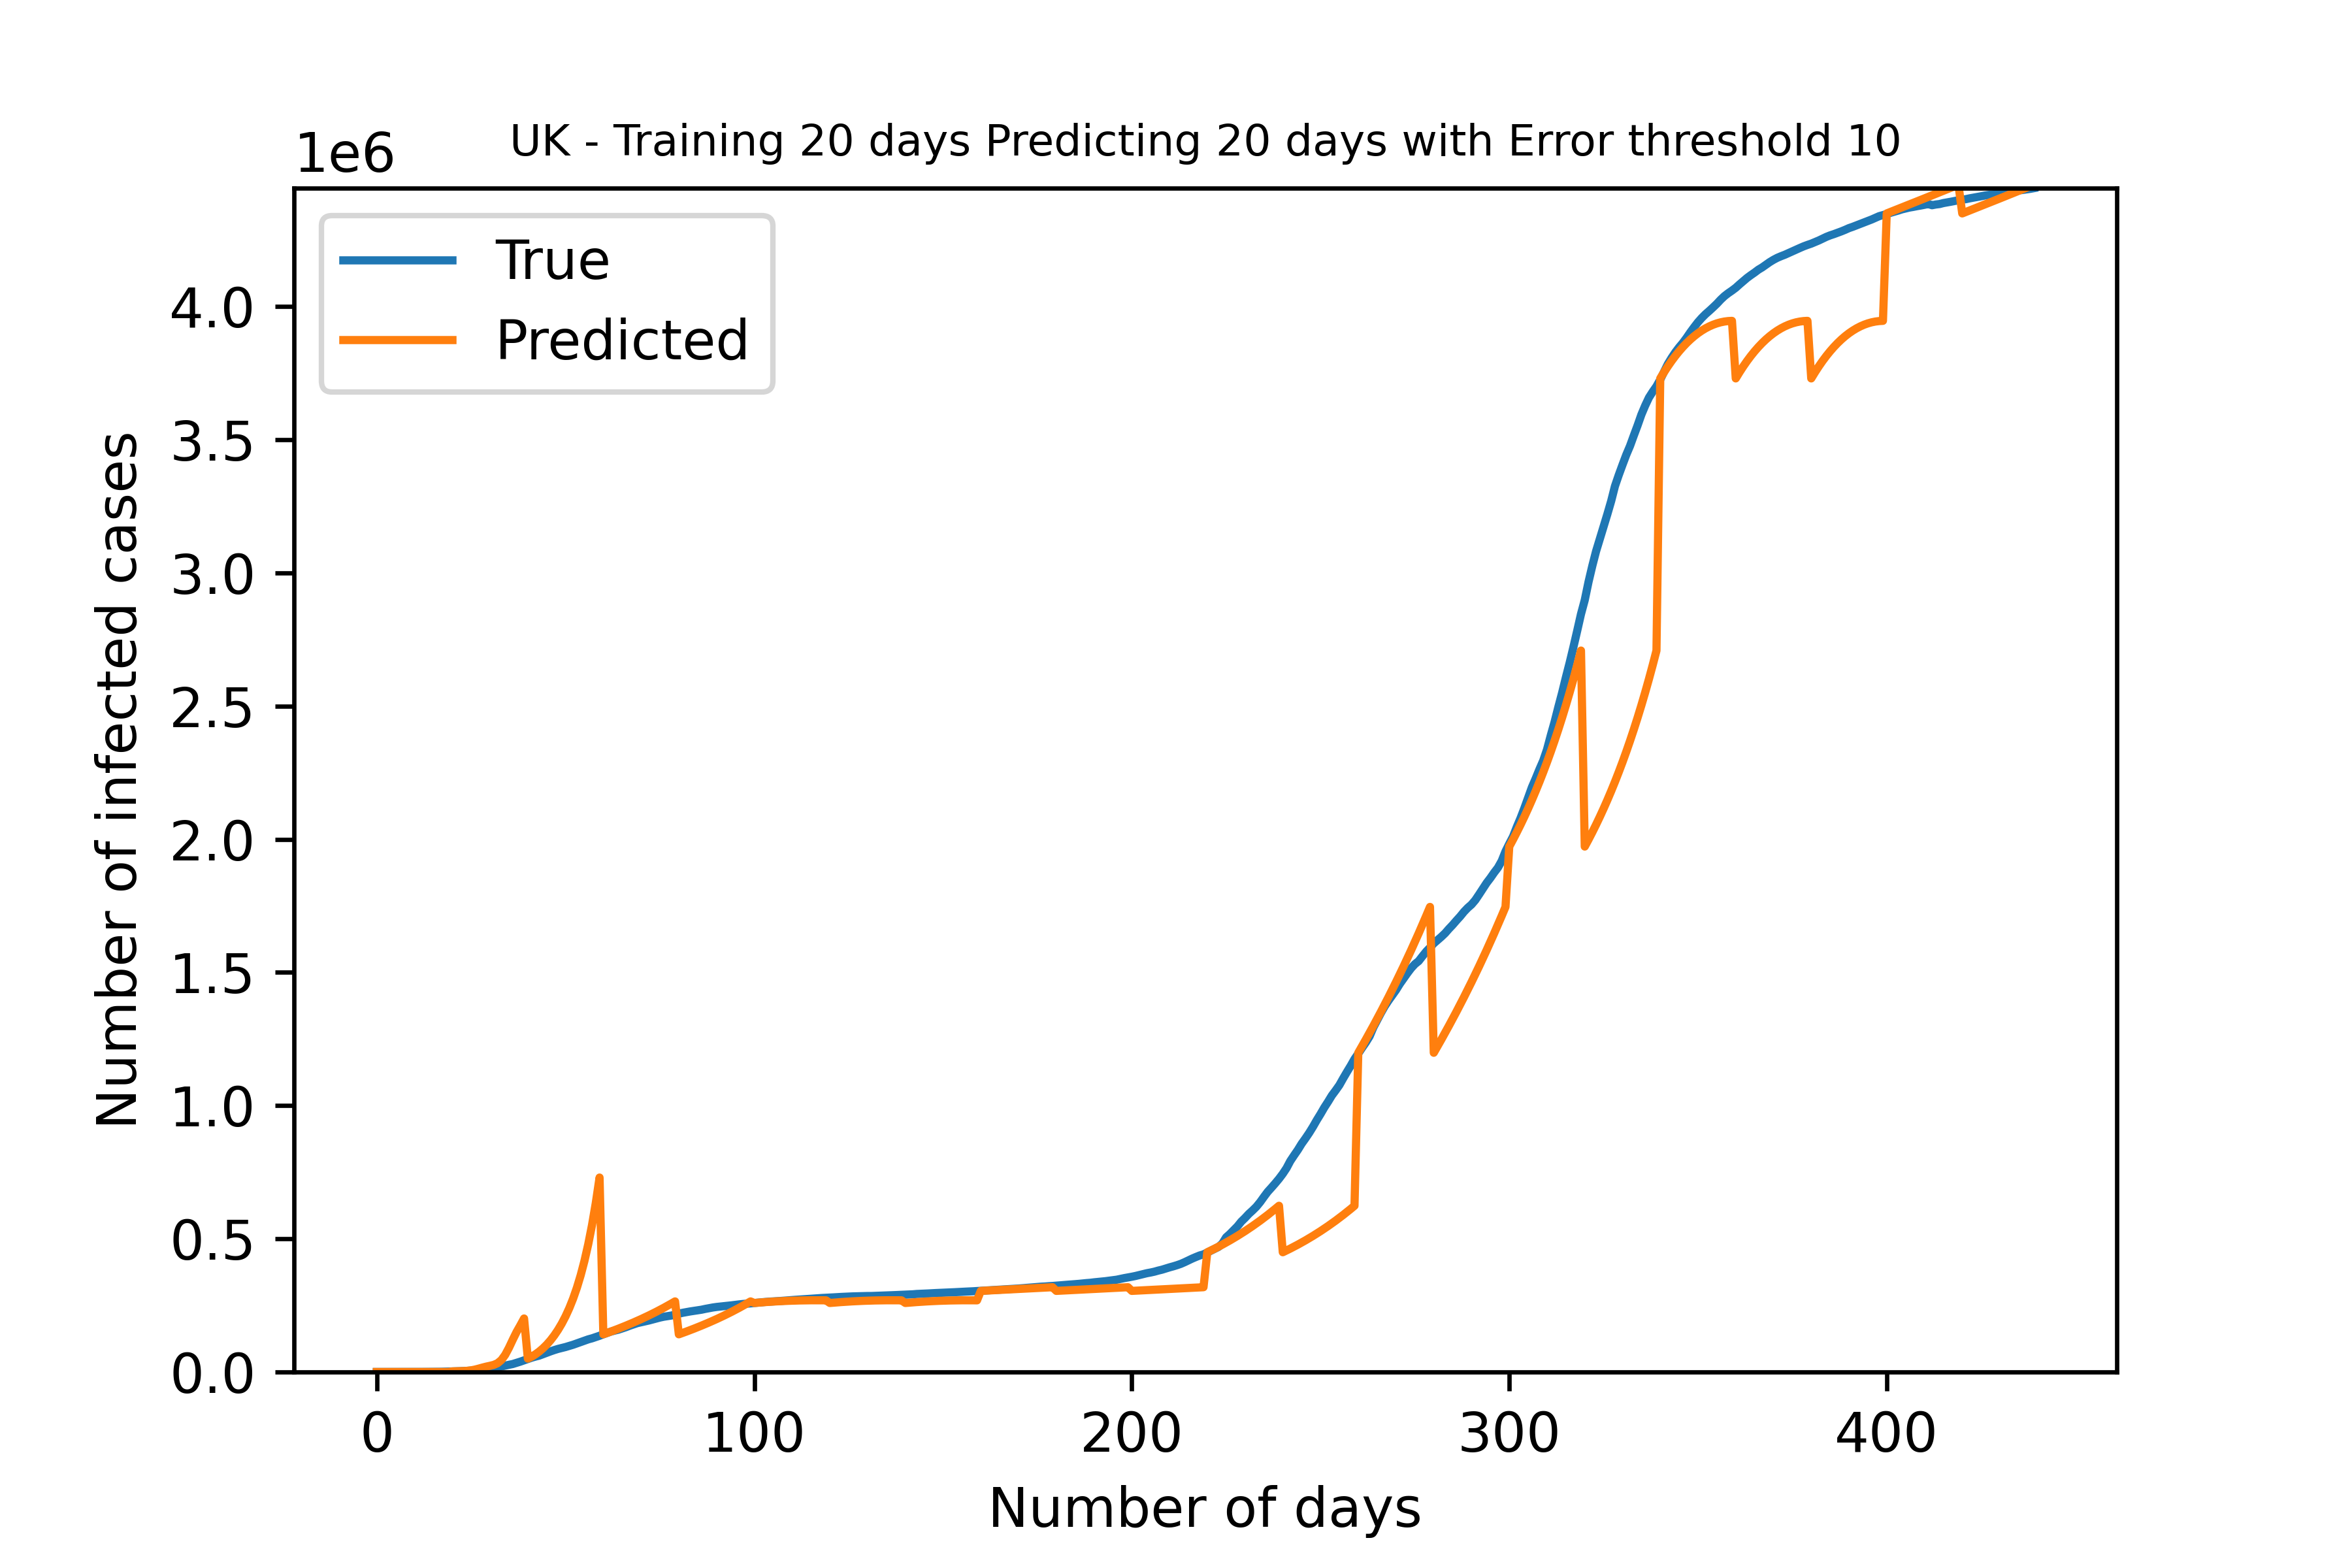 UK - Training 20 days Predicting 20 days with Error threshold 10
1e6
True
Predicted
4.0
3.5
3.0
2.5
2.0
1.5
1.0
0.5
0.0
Number of infected cases
0 100 200 300 400
Number of days